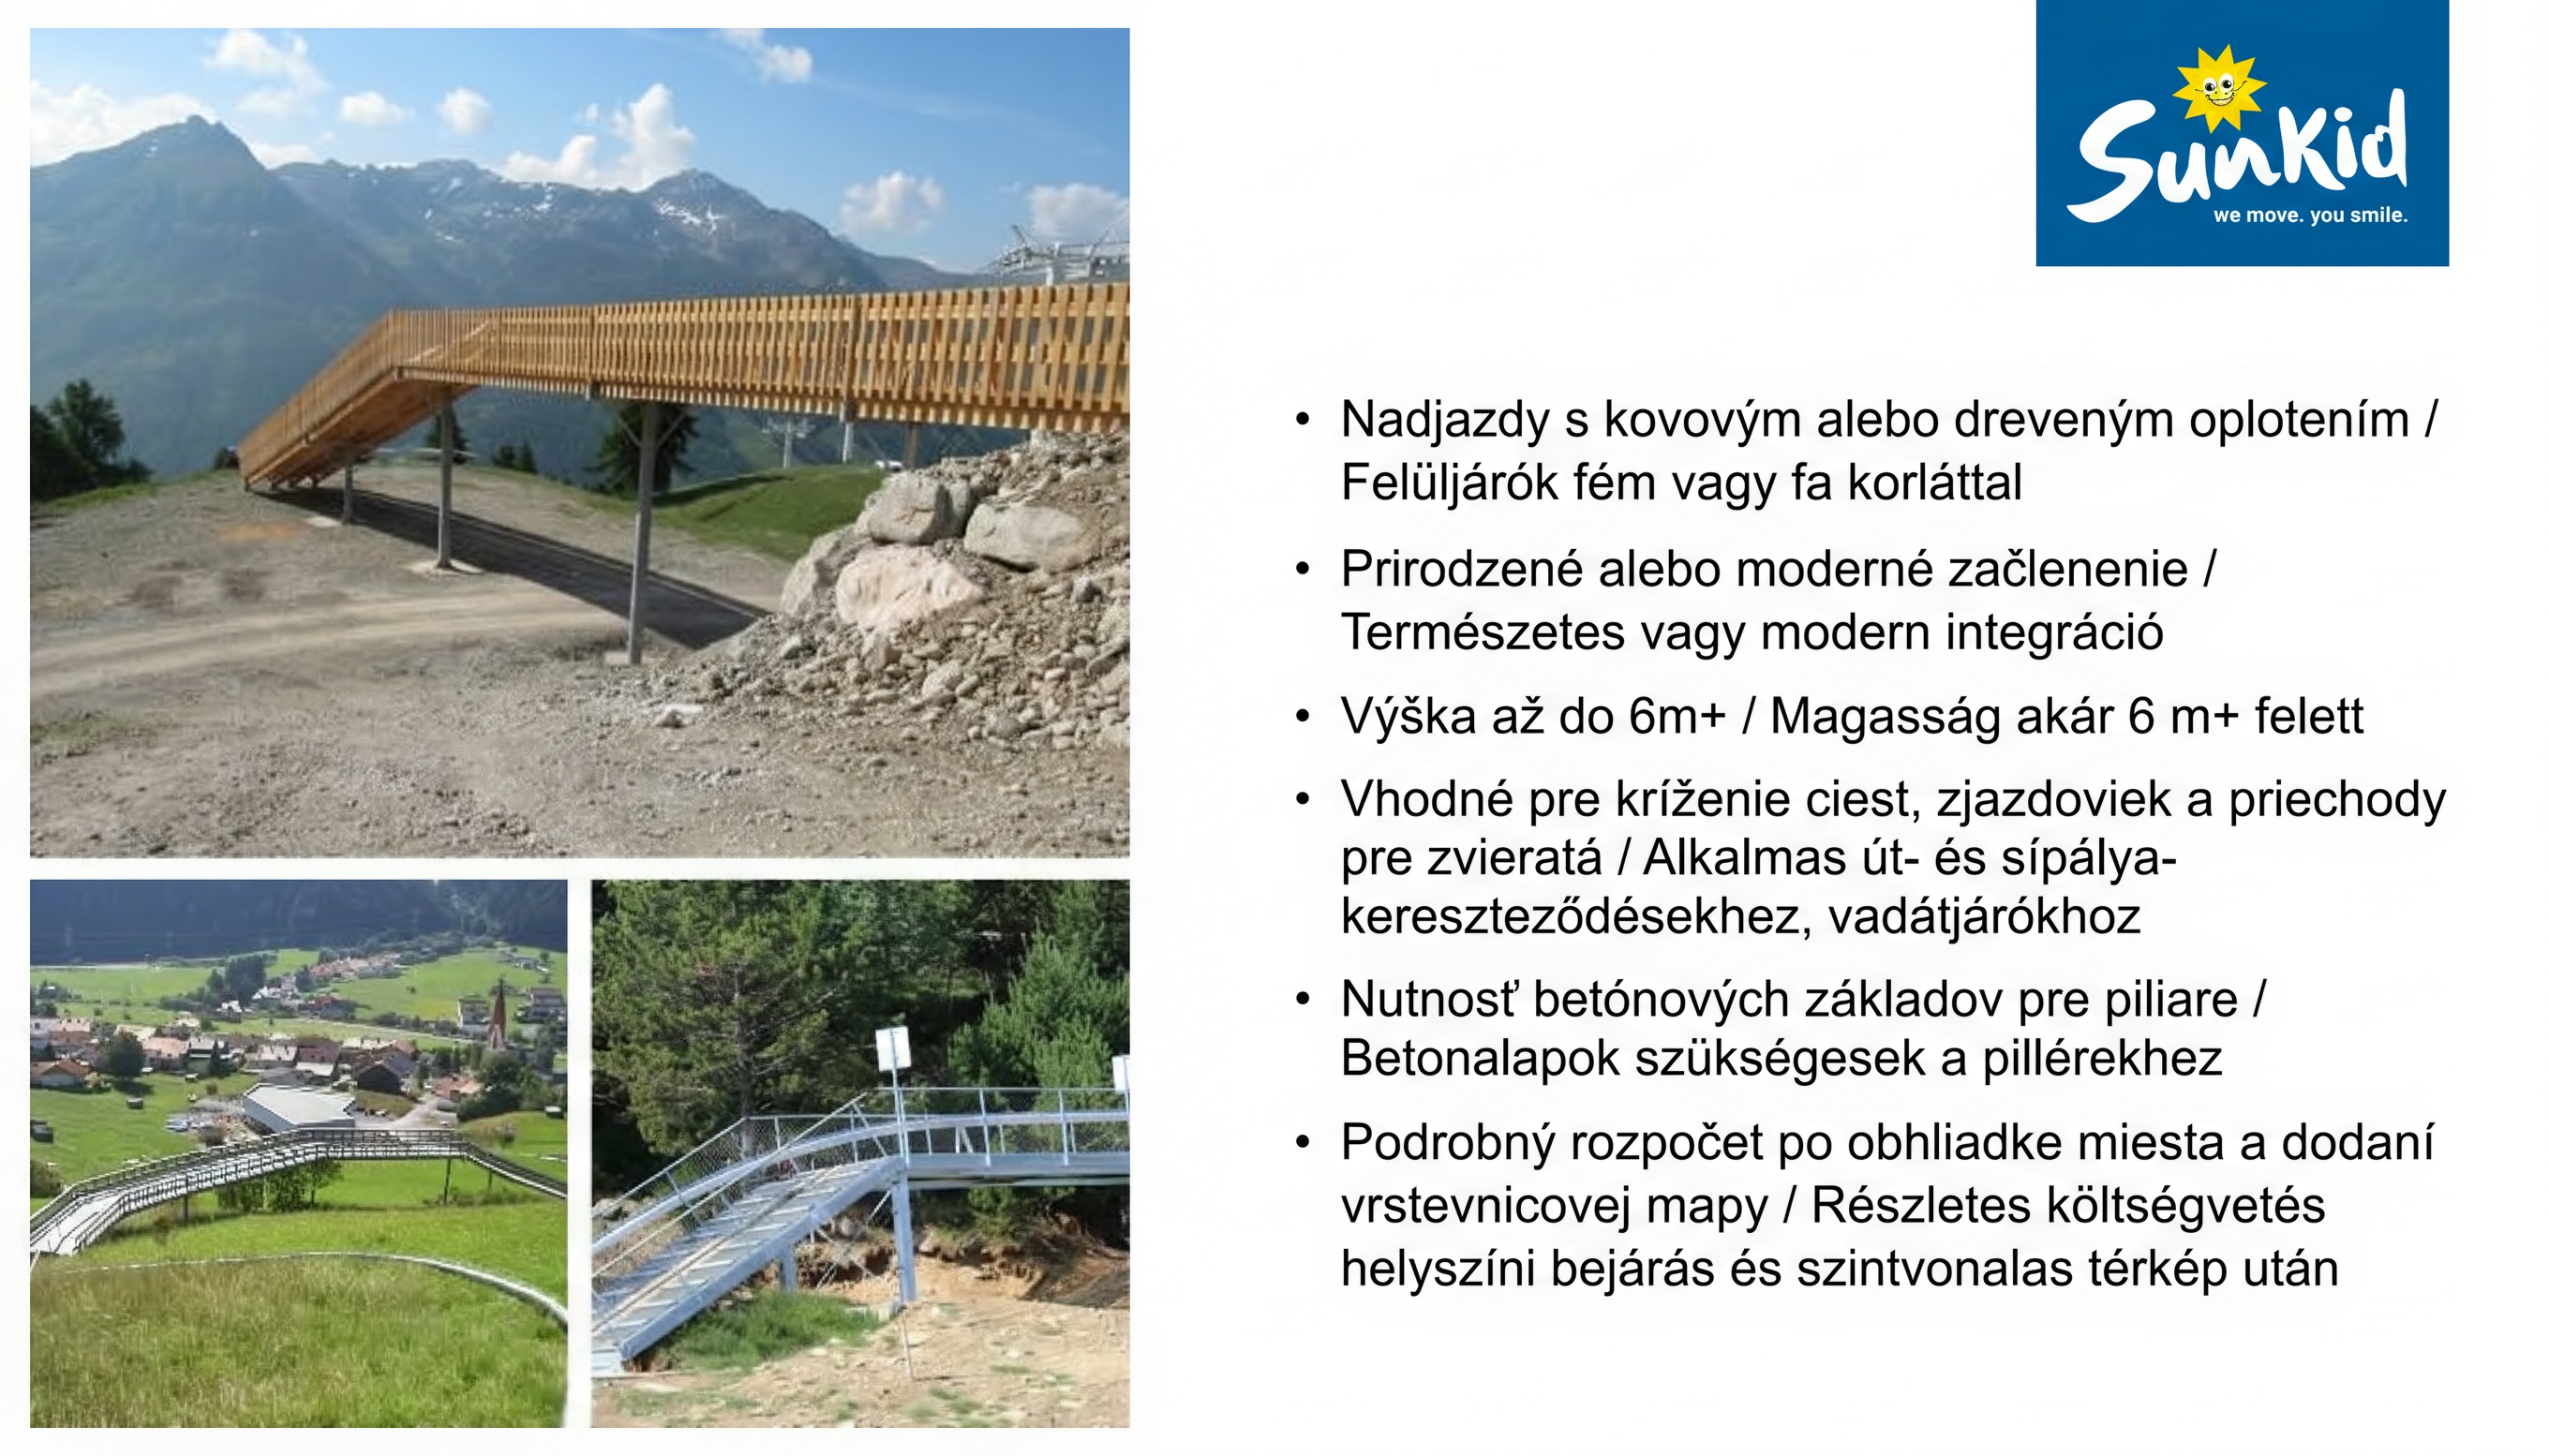 Sunkid
we move. you smile.
• Nadjazdy s kovovým alebo dreveným oplotením /
Felüljárók fém vagy fa korláttal
• Prirodzené alebo moderné začlenenie /
Természetes vagy modern integráció
• Výška až do 6m+ / Magasság akár 6 m+ felett
• Vhodné pre kríženie ciest, zjazdoviek a priechody
pre zvieratá / Alkalmas út- és sípálya-
kereszteződésekhez, vadátjárókhoz
• Nutnosť betónových základov pre piliare /
Betonalapok szükségesek a pillérekhez
• Podrobný rozpočet po obhliadke miesta a dodaní
vrstevnicovej mapy / Részletes költségvetés
helyszíni bejárás és szintvonalas térkép után